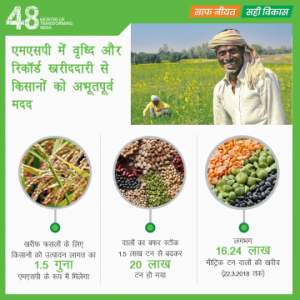 48 MONTHS OF
TRANSFORMING
INDIA
साफ नीयत सही विकास
एमएसपी में वृध्दि और
रिकॉर्ड खरीददारी से
किसानों को अभूतपूर्व
मदद
खरीफ फसलों के लिए
किसानों को उत्पादन लागत का
1.5 गुना
एमएसपी के रूप में मिलेगा
दालों का बफर स्टॉक
1.5 लाख टन से बढ़कर
20 लाख
टन हो गया
लगभग
16.24 लाख
मीट्रिक टन दालों की खरीद
(22.3.2018 तक)